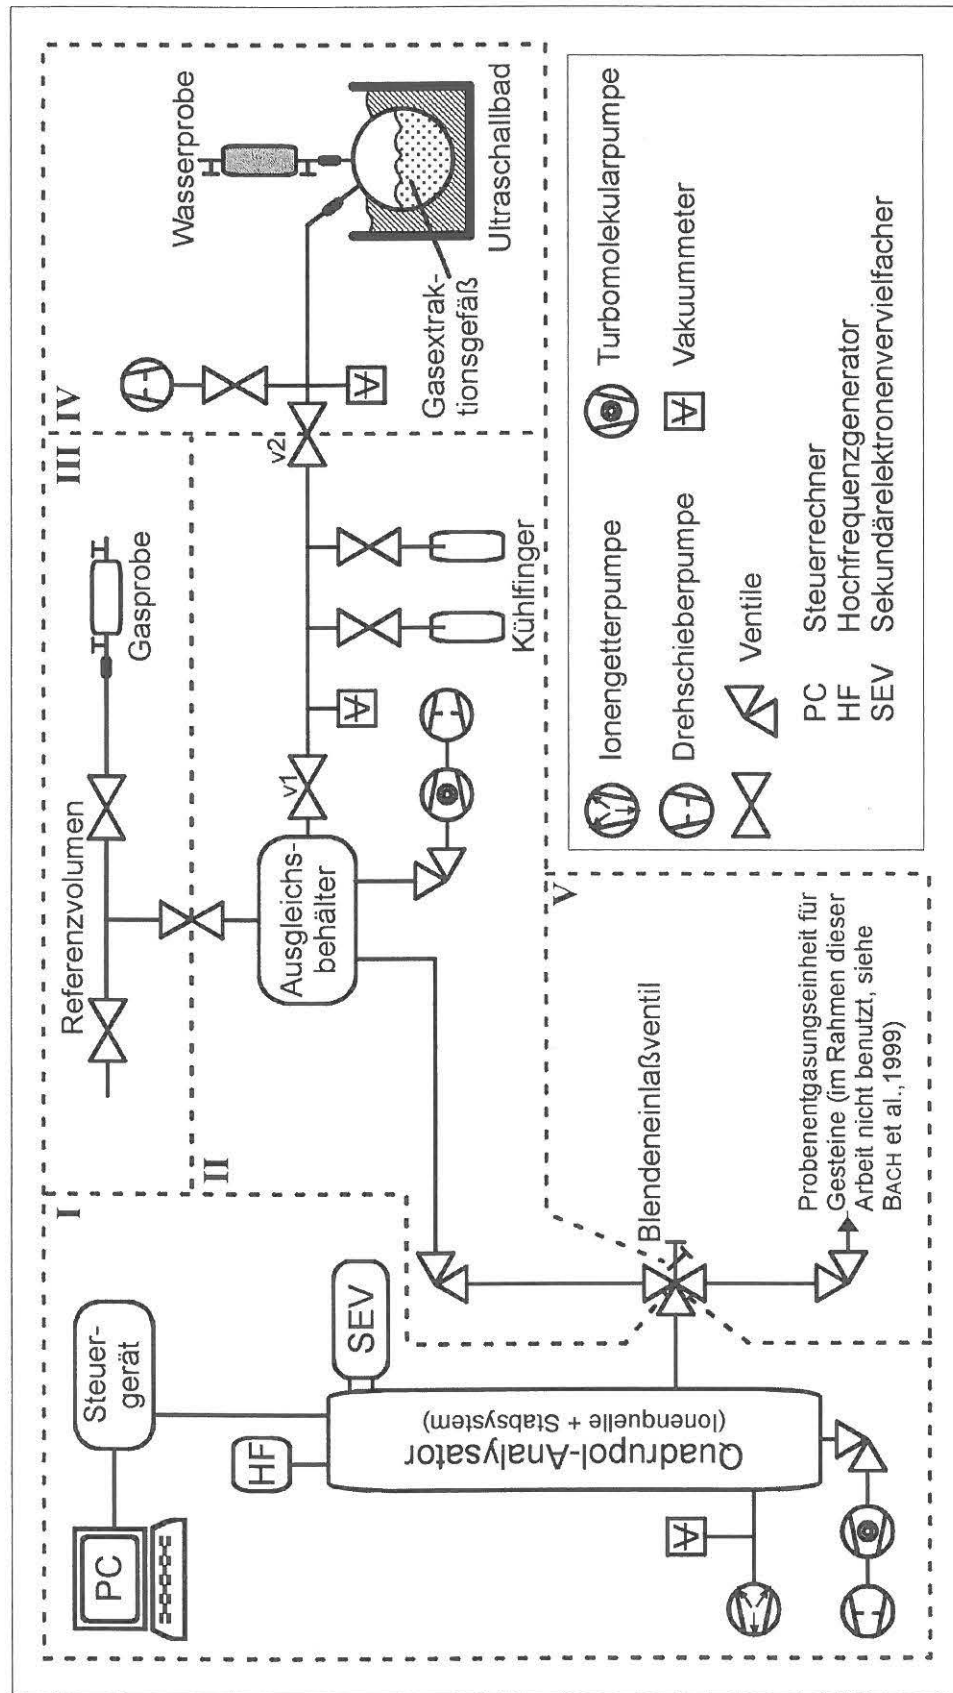 I
PC
Steuer-
gerät
HF
SEV
Quadrupol-Analysator
(Ionenquelle + Stabsystem)
II
Referenzvolumen
Gasprobe
III
Ausgleichs-
behälter
v1
Kühlfinger
v2
IV
Wasserprobe
Gasextrak-
tionsgefäß
Ultraschallbad
Blendeneinlaßventil
V
Probenentgasungseinheit für
Gesteine (im Rahmen dieser
Arbeit nicht benutzt, siehe
BACH et al.,1999)
Ionengetterpumpe
Turbomolekularpumpe
Drehschieberpumpe
Vakuummeter
Ventile
PC Steuerrechner
HF Hochfrequenzgenerator
SEV Sekundärelektronenvervielfacher